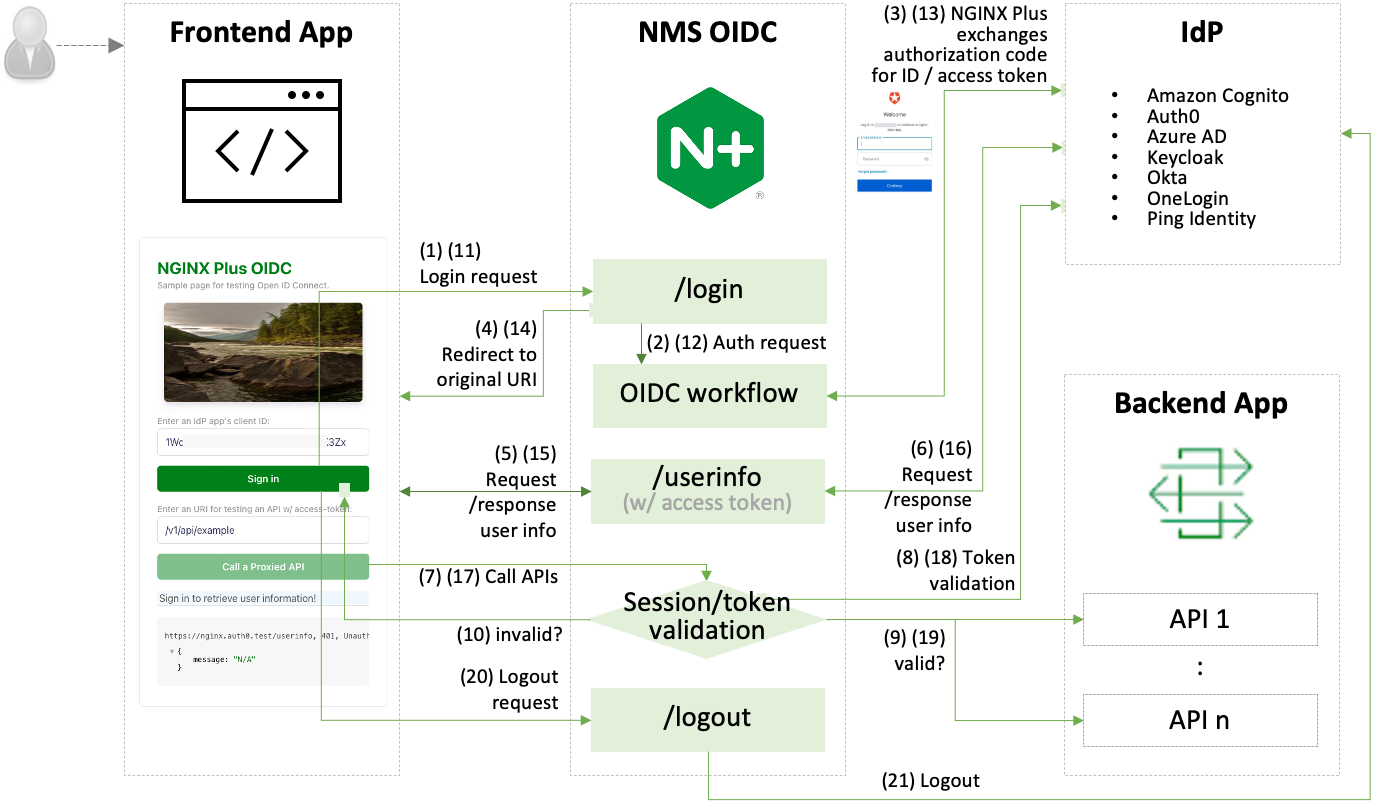 Frontend App
NGINX Plus OIDC
Sample page for testing Open ID Connect.
Enter an IdP app's client ID:
1Wc 3Zx
Sign in
Enter an URI for testing an API w/ access-token:
/v1/api/example
Call a Proxied API
Sign in to retrieve user information!
https://nginx.auth0.test/userinfo, 401, Unauth
{
message: "N/A"
}
(1) (11)
Login request
(4) (14)
Redirect to
original URI
(5) (15)
Request
/response
user info
(7) (17) Call APIs
(10) invalid?
(20) Logout
request
NMS OIDC
N+
®
/login
(2) (12) Auth request
OIDC workflow
/userinfo
(w/ access token)
Session/token
validation
/logout
(3) (13) NGINX Plus
exchanges
authorization code
for ID / access token
Welcome
Email address
Password
Forgot password?
Continue
(6) (16)
Request
/response
user info
(8) (18) Token
validation
(9) (19)
valid?
(21) Logout
IdP
• Amazon Cognito
• Auth0
• Azure AD
• Keycloak
• Okta
• OneLogin
• Ping Identity
Backend App
API 1
:
API n